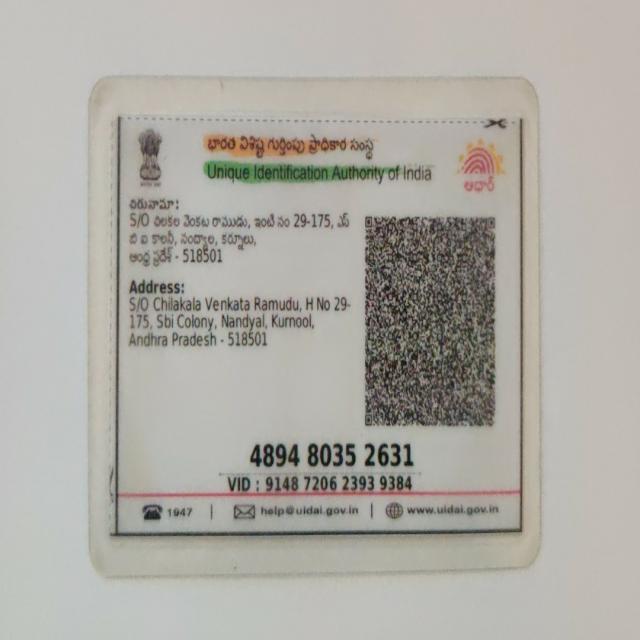 భారత విశిష్ట గుర్తింపు ప్రాధికార సంస్థ
Unique Identification Authority of India
ఆధార్
చిరునామా:
S/O చిలకల వెంకట రాముడు, ఇంటి నం 29-175, ఎస్
బి ఐ కాలనీ, నంద్యాల, కర్నూలు,
ఆంధ్ర ప్రదేశ్ - 518501
Address:
S/O Chilakala Venkata Ramudu, H No 29-
175, Sbi Colony, Nandyal, Kurnool,
Andhra Pradesh - 518501
4894 8035 2631
VID : 9148 7206 2393 9384
1947 | help@uidai.gov.in | www.uidai.gov.in